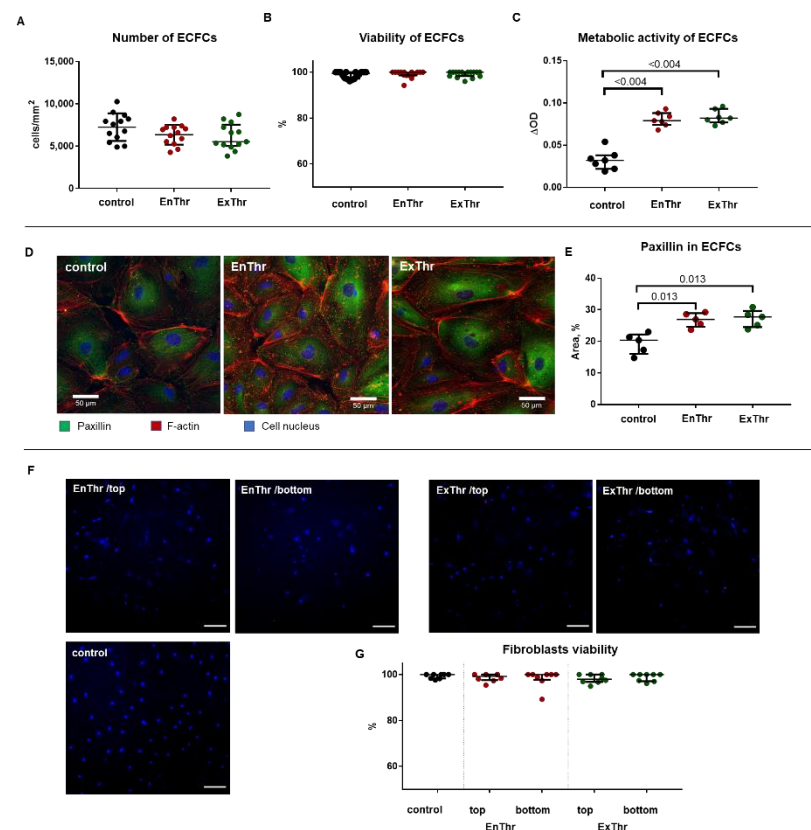 A
Number of ECFCs
cells/mm²
15,000
10,000
5,000
0
control
EnThr
ExThr
B
Viability of ECFCs
%
100
80
60
control
EnThr
ExThr
C
Metabolic activity of ECFCs
ΔOD
0.15
0.10
0.05
0.00
<0.004
<0.004
control
EnThr
ExThr
D
control
EnThr
ExThr
50 µm
50 µm
50 µm
Paxillin
F-actin
Cell nucleus
E
Paxillin in ECFCs
Area, %
40
30
20
10
0
0.013
0.013
control
EnThr
ExThr
F
EnThr /top
EnThr /bottom
ExThr /top
ExThr /bottom
control
G
Fibroblasts viability
%
100
80
60
control
top
bottom
top
bottom
EnThr
ExThr